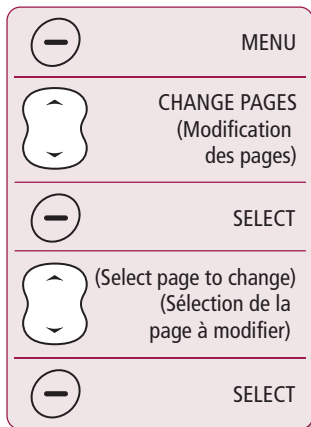 MENU
CHANGE PAGES
(Modification
des pages)
SELECT
(Select page to change)
(Sélection de la
page à modifier)
SELECT